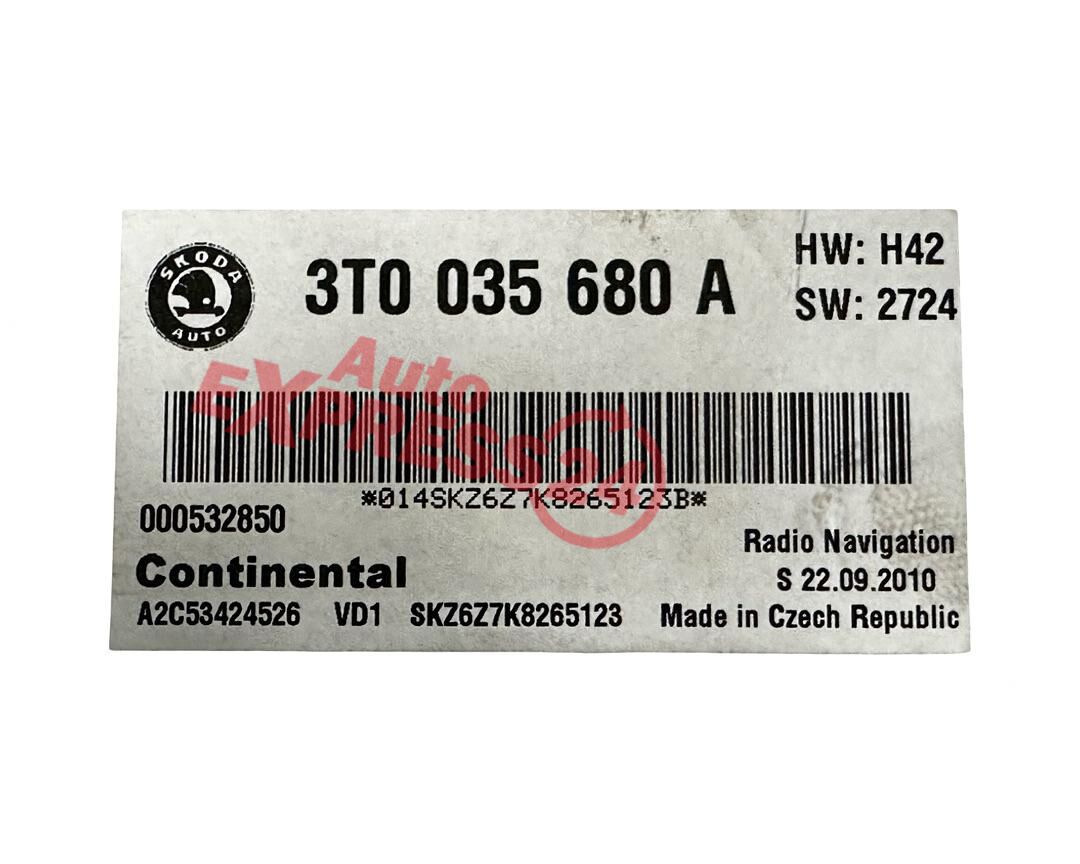 SKODA
AUTO
3T0 035 680 A
HW: H42
SW: 2724
Auto
EXPRESS24
*014SKZ6Z7K8265123B*
000532850
Continental
A2C53424526 VD1 SKZ6Z7K8265123
Radio Navigation
S 22.09.2010
Made in Czech Republic